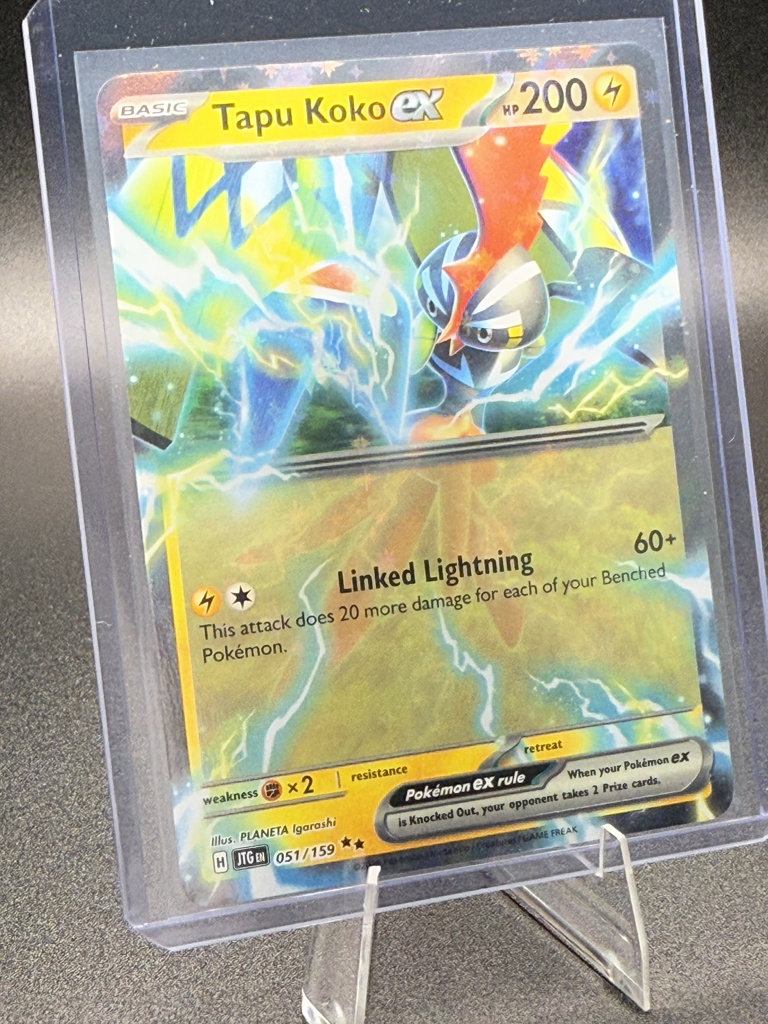 BASIC Tapu Koko ex HP 200
Linked Lightning 60+
This attack does 20 more damage for each of your Benched
Pokémon.
weakness ×2 resistance retreat
Pokémon ex rule When your Pokémon ex
is Knocked Out, your opponent takes 2 Prize cards.
Illus. PLANETA Igarashi
H JTG EN 051/159 ★★
GAME FREAK